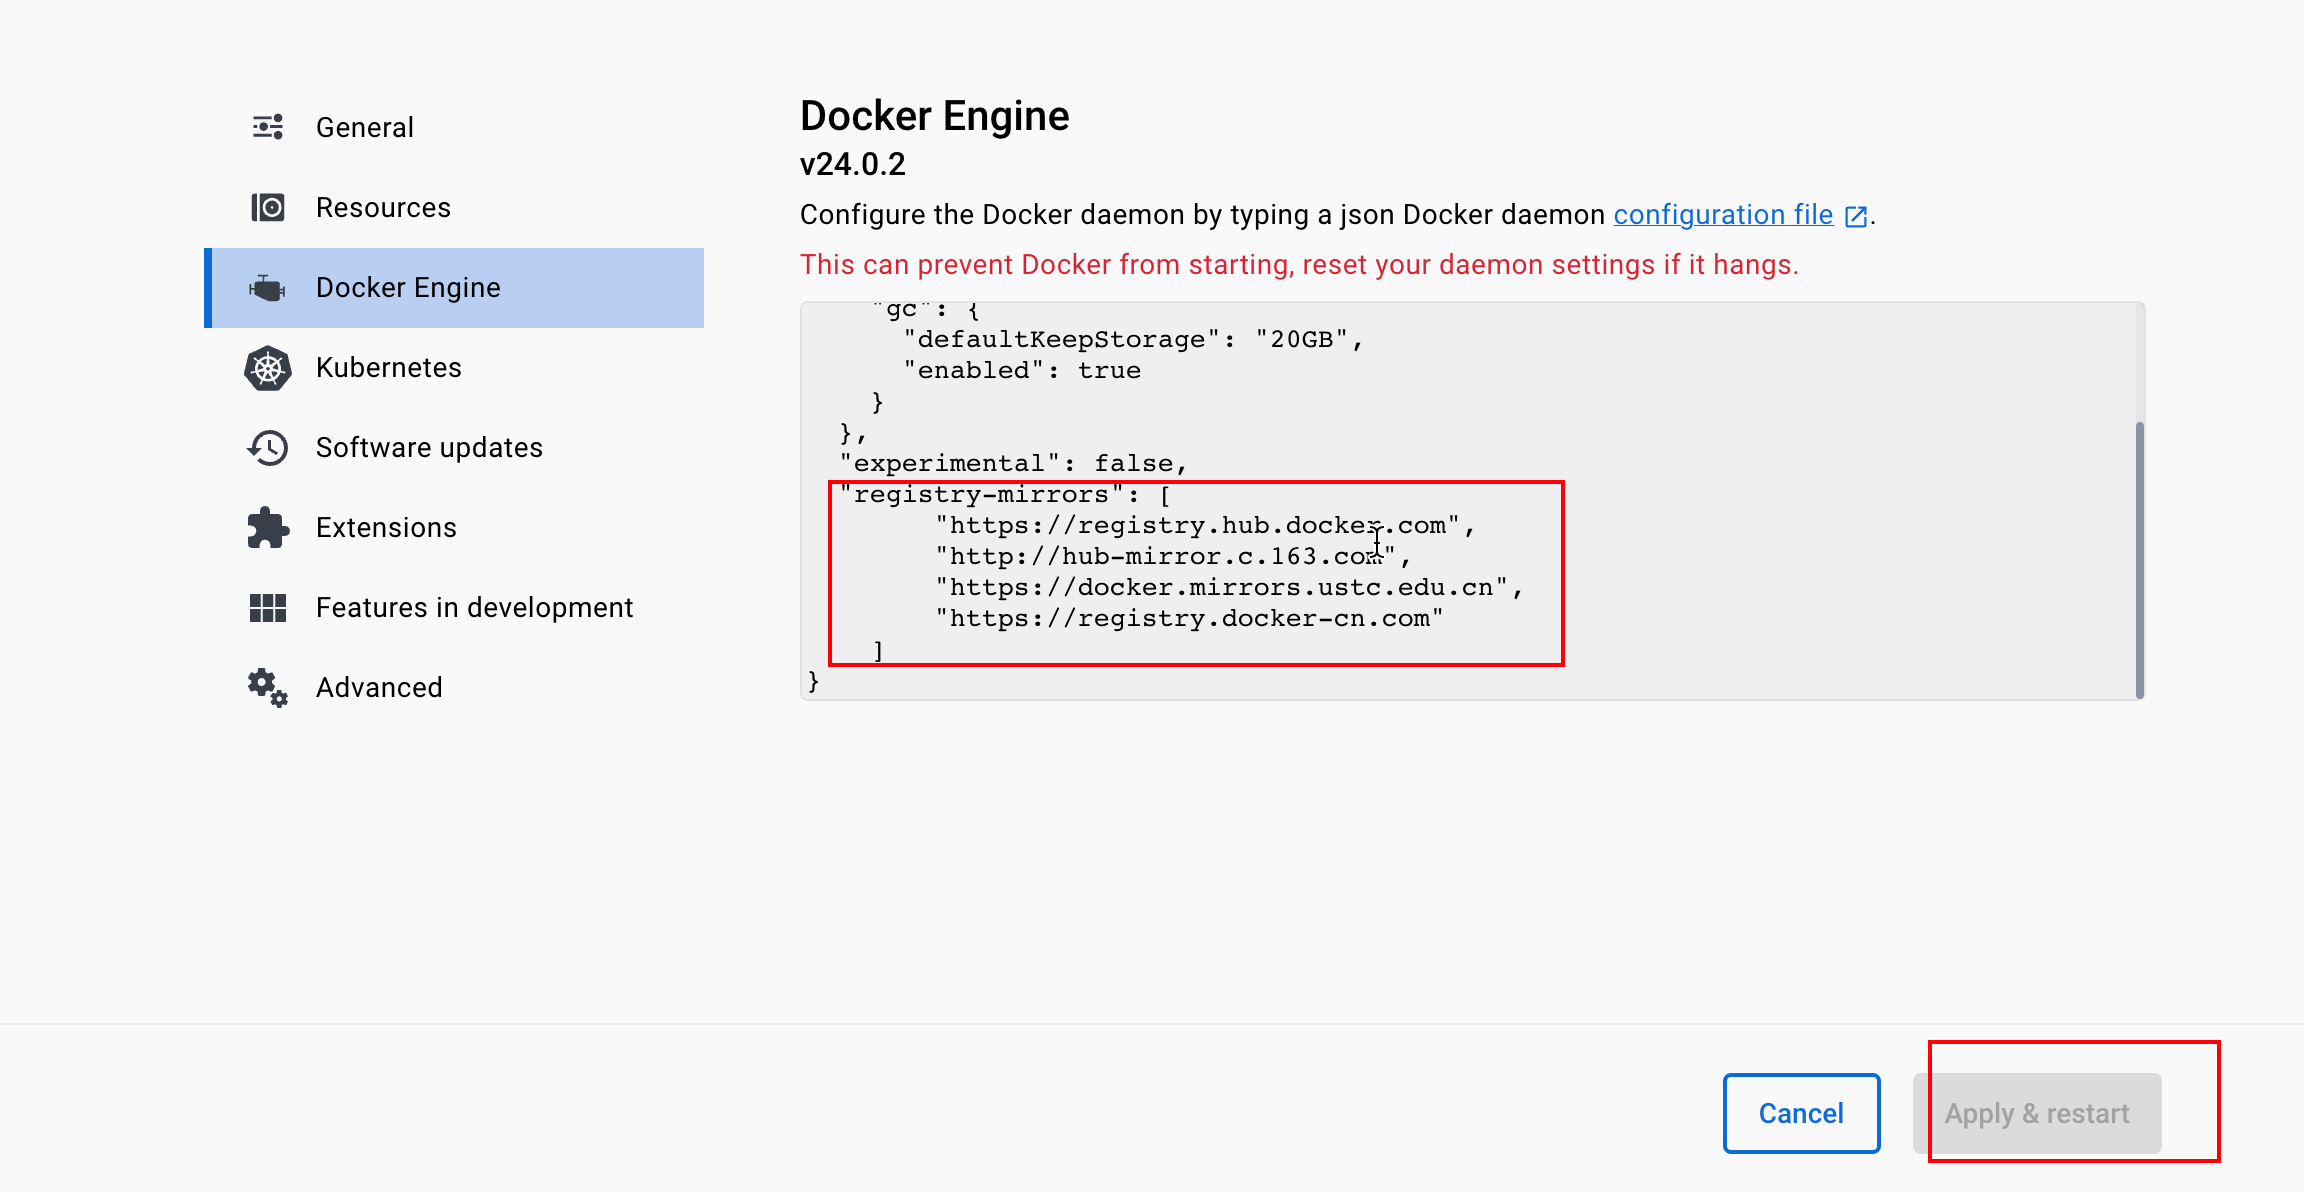 General
Resources
Docker Engine
Kubernetes
Software updates
Extensions
Features in development
Advanced
Docker Engine
v24.0.2
Configure the Docker daemon by typing a json Docker daemon configuration file.
This can prevent Docker from starting, reset your daemon settings if it hangs.
"gc": {
"defaultKeepStorage": "20GB",
"enabled": true
}
},
"experimental": false,
"registry-mirrors": [
"https://registry.hub.docker.com",
"http://hub-mirror.c.163.com",
"https://docker.mirrors.ustc.edu.cn",
"https://registry.docker-cn.com"
]
}
Cancel
Apply & restart